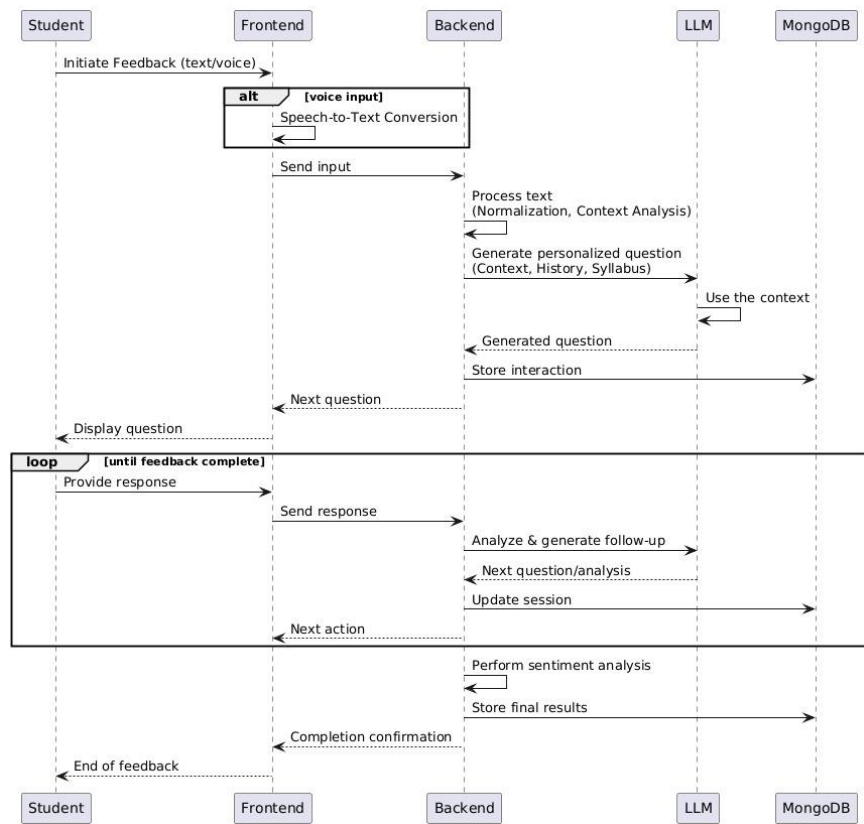 Student
Frontend
Backend
LLM
MongoDB
Initiate Feedback (text/voice)
alt [voice input]
Speech-to-Text Conversion
Send input
Process text
(Normalization, Context Analysis)
Generate personalized question
(Context, History, Syllabus)
Use the context
Generated question
Store interaction
Next question
Display question
loop [until feedback complete]
Provide response
Send response
Analyze & generate follow-up
Next question/analysis
Update session
Next action
Perform sentiment analysis
Store final results
Completion confirmation
End of feedback
Student
Frontend
Backend
LLM
MongoDB